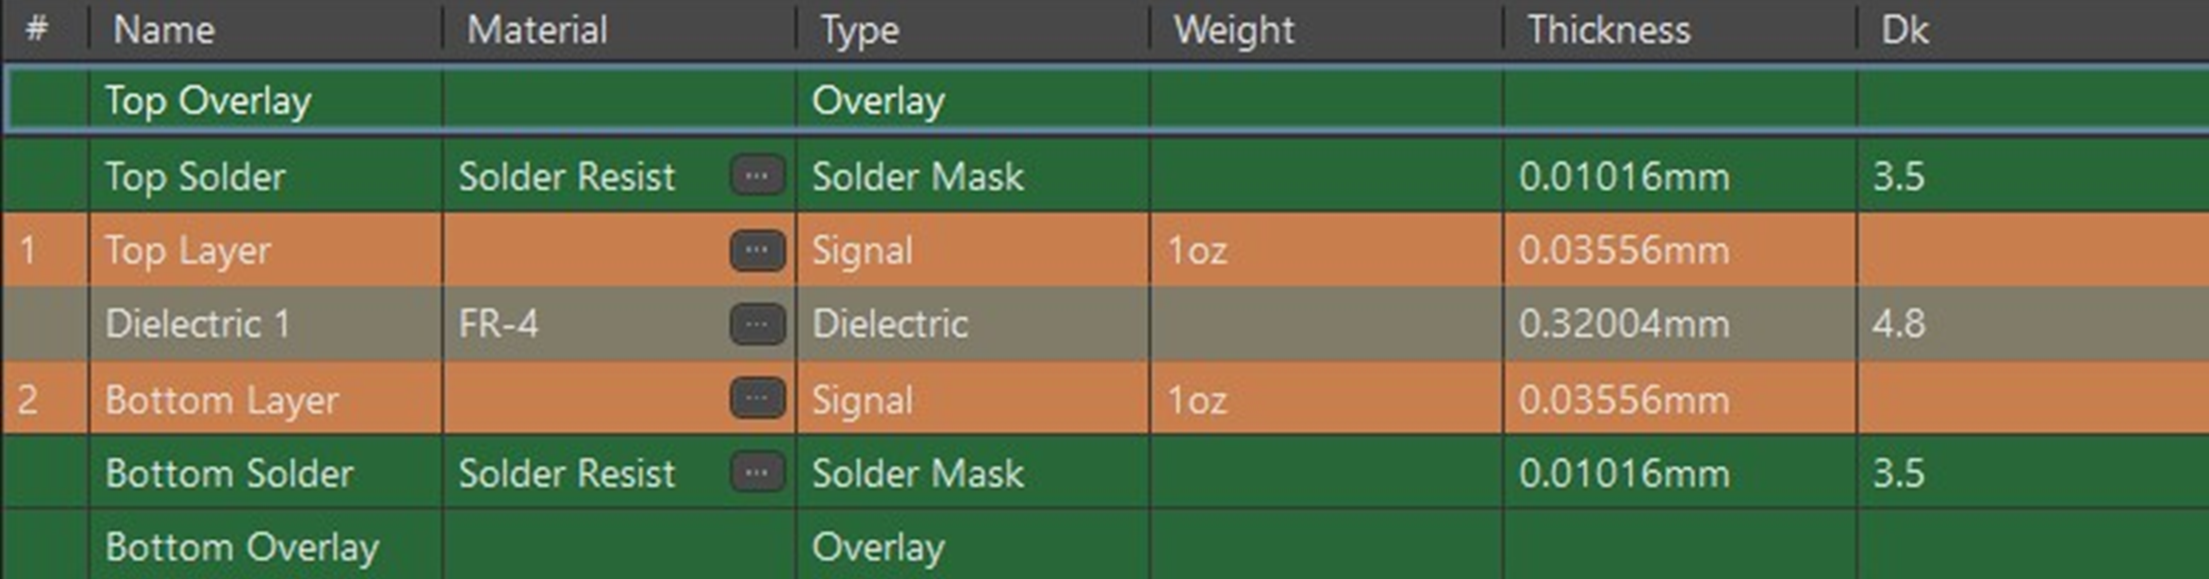 # Name Material Type Weight Thickness Dk
Top Overlay Overlay
Top Solder Solder Resist ... Solder Mask 0.01016mm 3.5
1 Top Layer ... Signal 1oz 0.03556mm
Dielectric 1 FR-4 ... Dielectric 0.32004mm 4.8
2 Bottom Layer ... Signal 1oz 0.03556mm
Bottom Solder Solder Resist ... Solder Mask 0.01016mm 3.5
Bottom Overlay Overlay